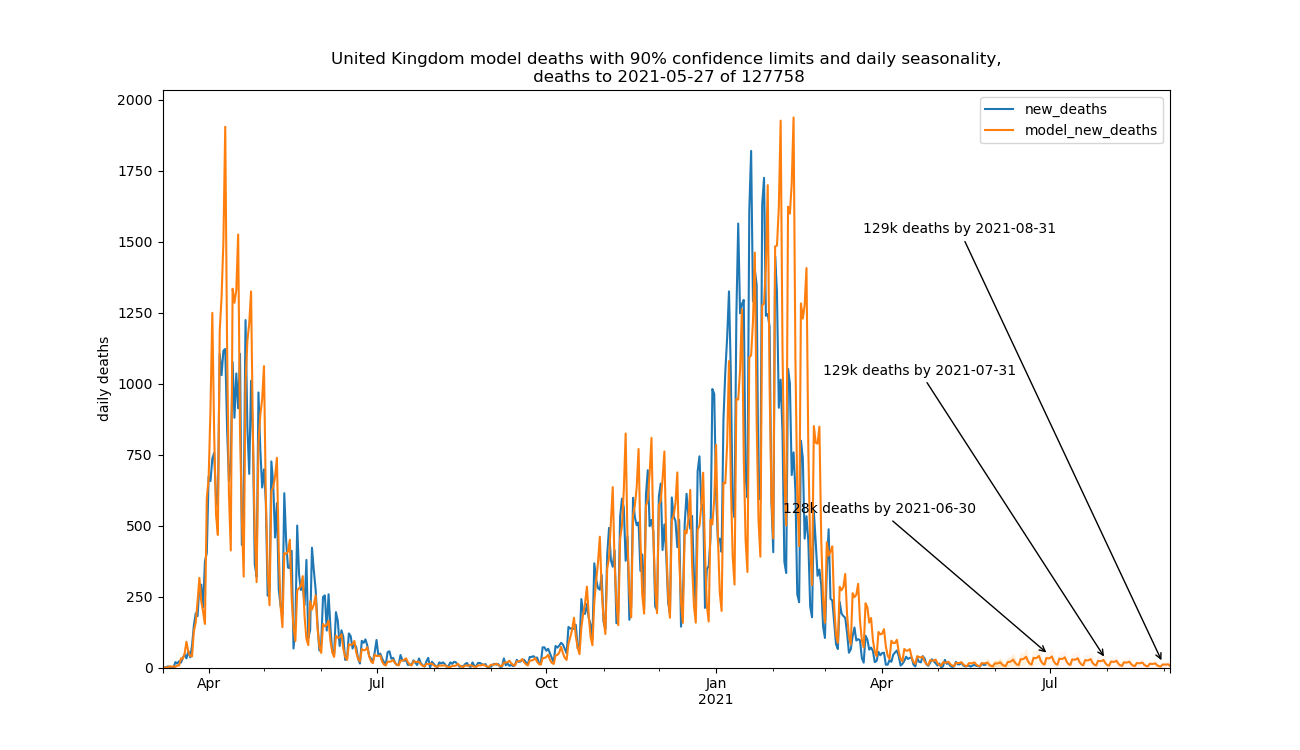 United Kingdom model deaths with 90% confidence limits and daily seasonality,
deaths to 2021-05-27 of 127758
new_deaths
model_new_deaths
daily deaths
2000
1750
1500
1250
1000
750
500
250
0
129k deaths by 2021-08-31
129k deaths by 2021-07-31
128k deaths by 2021-06-30
Apr
Jul
Oct
Jan
2021
Apr
Jul